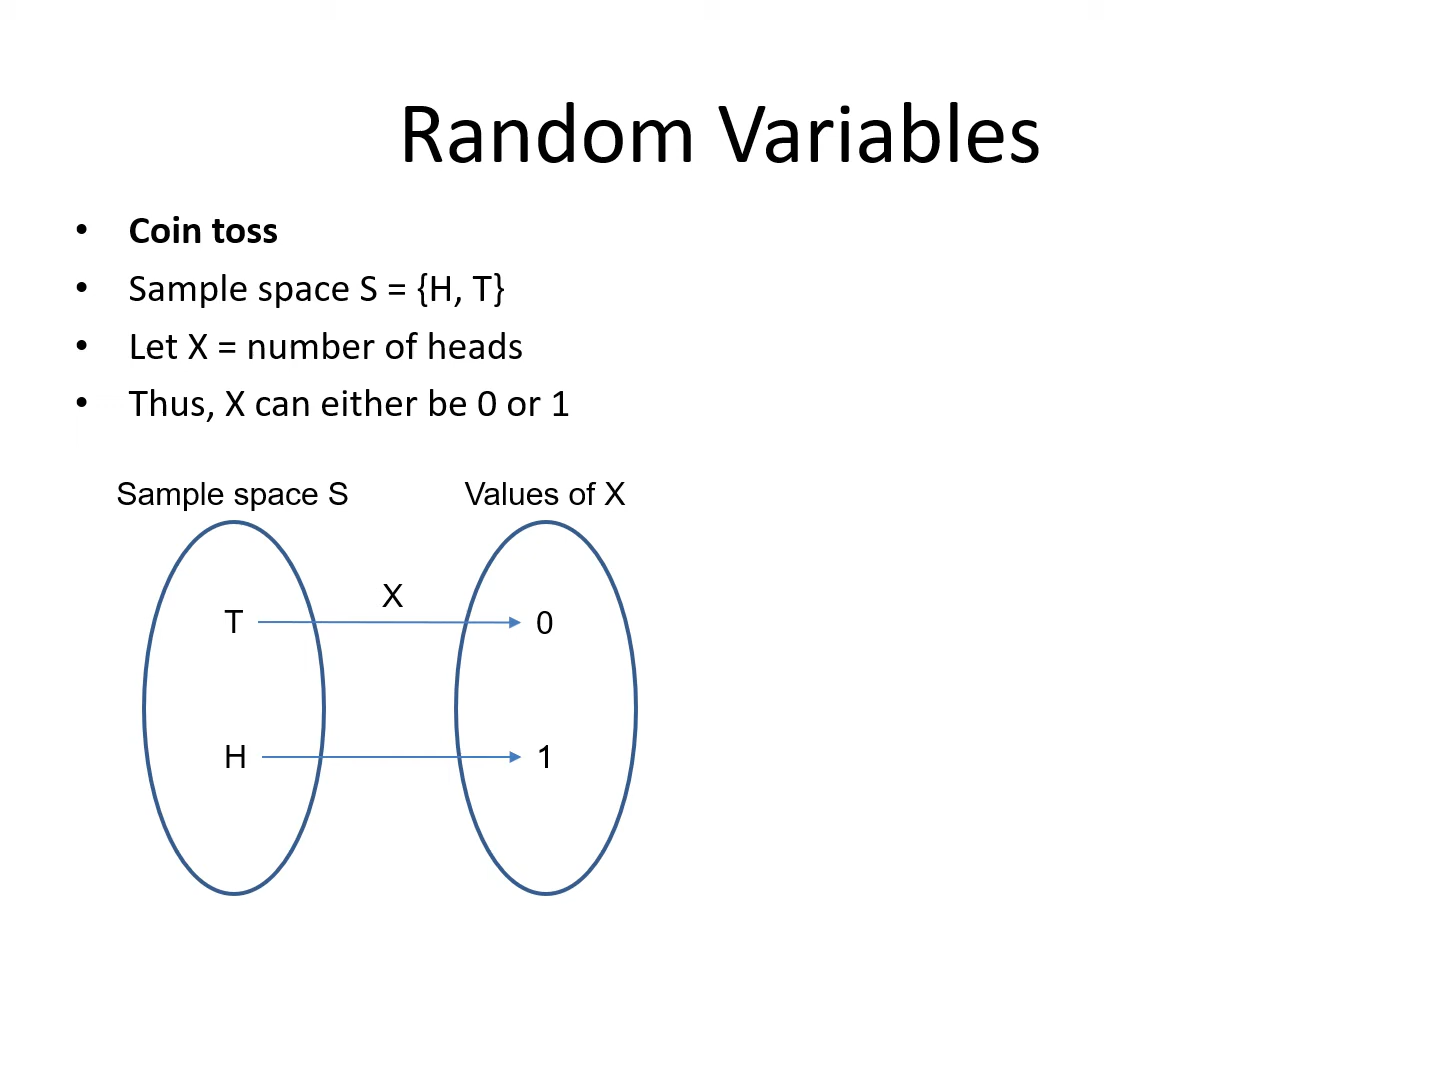 Random Variables
• Coin toss
• Sample space S = {H, T}
• Let X = number of heads
• Thus, X can either be 0 or 1
Sample space S Values of X
X
T 0
H 1